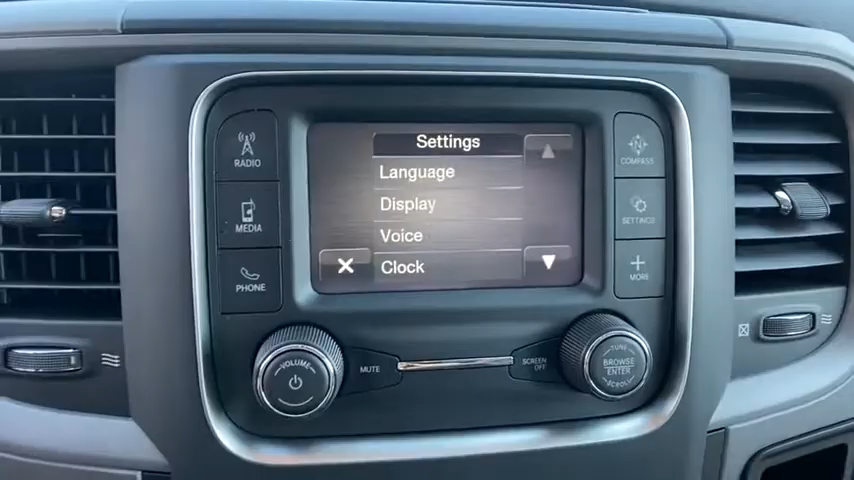 Settings
Language
Display
Voice
Clock
RADIO
MEDIA
PHONE
COMPASS
SETTINGS
MORE
VOLUME
MUTE
SCREEN
OFF
TUNE
BROWSE
ENTER
SCROLL